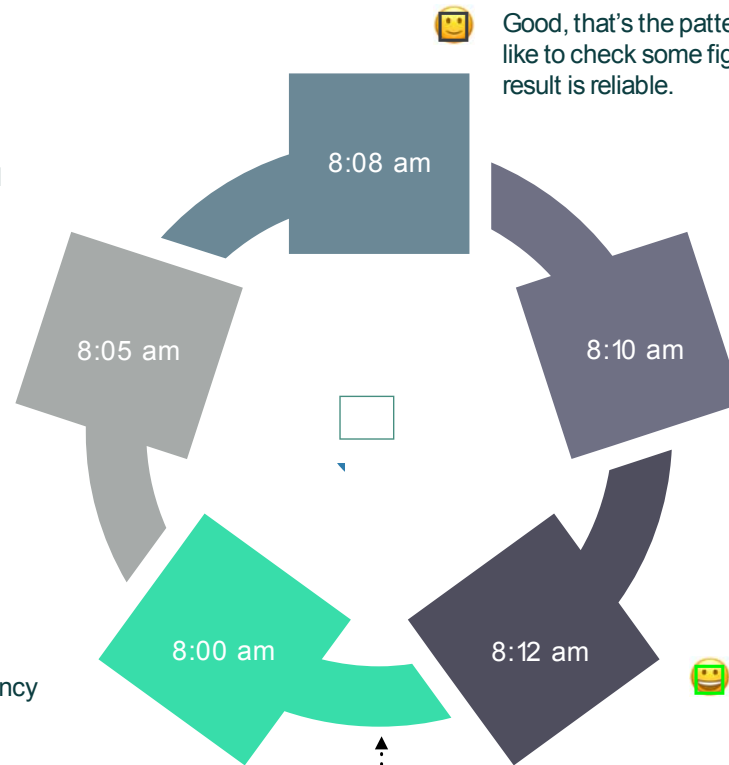 Good, that’s the patte
like to check some fig
result is reliable.
8:08 am
8:05 am
8:10 am
8:00 am
8:12 am
ncy